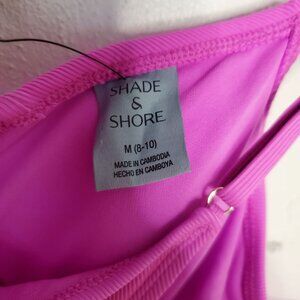 SHADE
&
SHORE
M (8-10)
MADE IN CAMBODIA
HECHO EN CAMBOYA